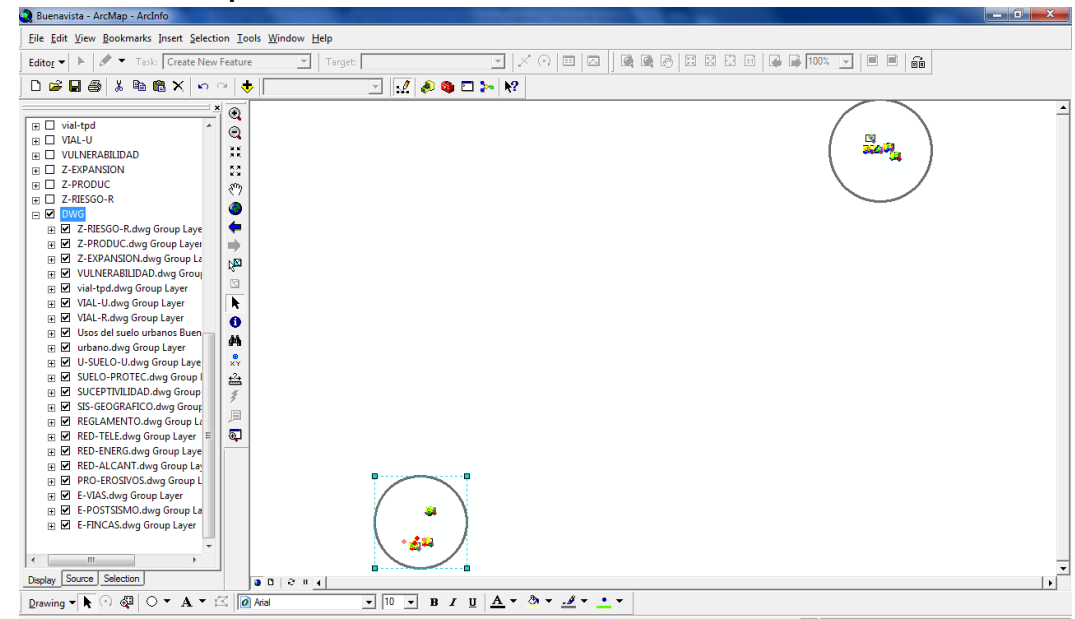 Buenavista - ArcMap - ArcInfo
File Edit View Bookmarks Insert Selection Tools Window Help
Editor Task: Create New Feature Target: 100%
vial-tpd
VIAL-U
VULNERABILIDAD
Z-EXPANSION
Z-PRODUC
Z-RIESGO-R
DWG
Z-RIESGO-R.dwg Group Laye
Z-PRODUC.dwg Group Layer
Z-EXPANSION.dwg Group La
VULNERABILIDAD.dwg Grou
vial-tpd.dwg Group Layer
VIAL-U.dwg Group Layer
VIAL-R.dwg Group Layer
Usos del suelo urbanos Buen
urbano.dwg Group Layer
U-SUELO-U.dwg Group Laye
SUELO-PROTEC.dwg Group
SUCEPTIVILIDAD.dwg Group
SIS-GEOGRAFICO.dwg Group
REGLAMENTO.dwg Group La
RED-TELE.dwg Group Layer
RED-ENERG.dwg Group Laye
RED-ALCANT.dwg Group La
PRO-EROSIVOS.dwg Group L
E-VIAS.dwg Group Layer
E-POSTSISMO.dwg Group La
E-FINCAS.dwg Group Layer
Display Source Selection
Drawing A Arial 10 B I U A